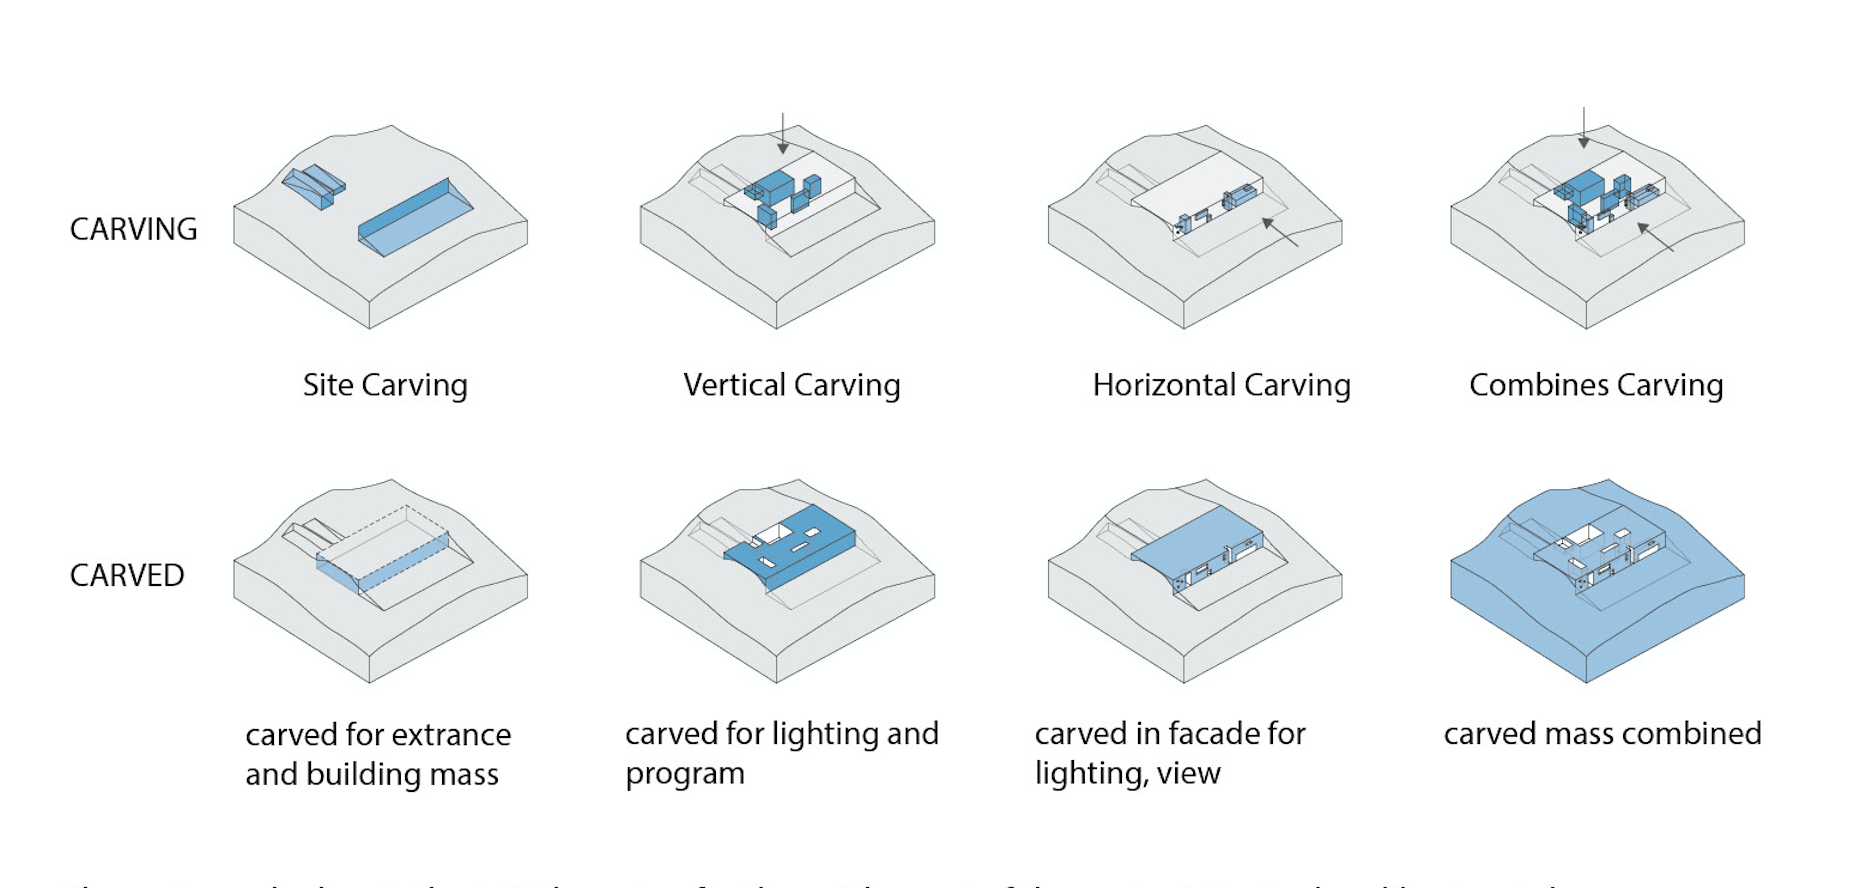 CARVING
Site Carving
Vertical Carving
Horizontal Carving
Combines Carving
CARVED
carved for extrance
and building mass
carved for lighting and
program
carved in facade for
lighting, view
carved mass combined